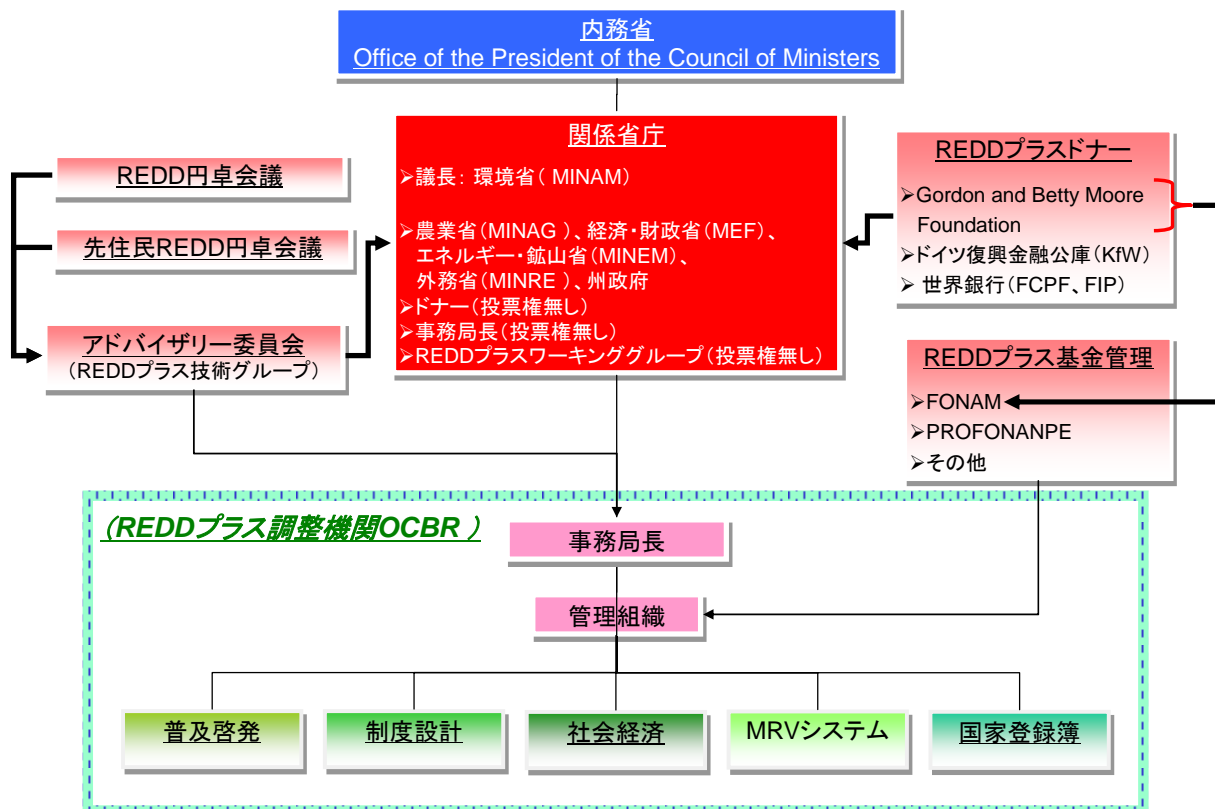 内務省
Office of the President of the Council of Ministers
関係省庁
➢議長: 環境省( MINAM)
➢農業省(MINAG )、経済・財政省(MEF)、
エネルギー・鉱山省(MINEM)、
外務省(MINRE )、州政府
➢ドナー(投票権無し)
➢事務局長(投票権無し)
➢REDDプラスワーキンググループ(投票権無し)
REDD円卓会議
先住民REDD円卓会議
アドバイザリー委員会
(REDDプラス技術グループ)
REDDプラスドナー
➢Gordon and Betty Moore
Foundation
➢ドイツ復興金融公庫(KfW)
➢ 世界銀行(FCPF、FIP)
REDDプラス基金管理
➢FONAM
➢PROFONANPE
➢その他
(REDDプラス調整機関OCBR )
事務局長
管理組織
普及啓発
制度設計
社会経済
MRVシステム
国家登録簿